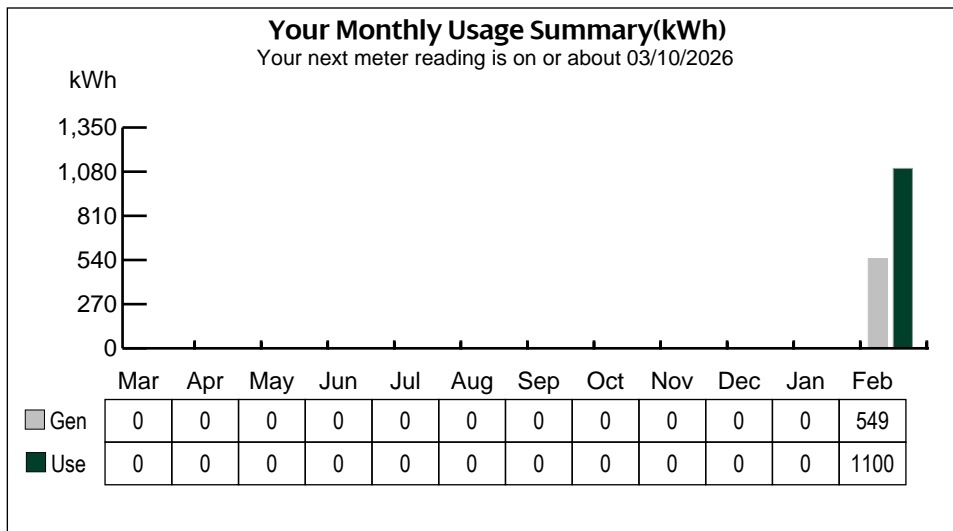 Your Monthly Usage Summary(kWh)
Your next meter reading is on or about 03/10/2026
kWh
1,350
1,080
810
540
270
0
Mar Apr May Jun Jul Aug Sep Oct Nov Dec Jan Feb
Gen 0 0 0 0 0 0 0 0 0 0 0 549
Use 0 0 0 0 0 0 0 0 0 0 0 1100